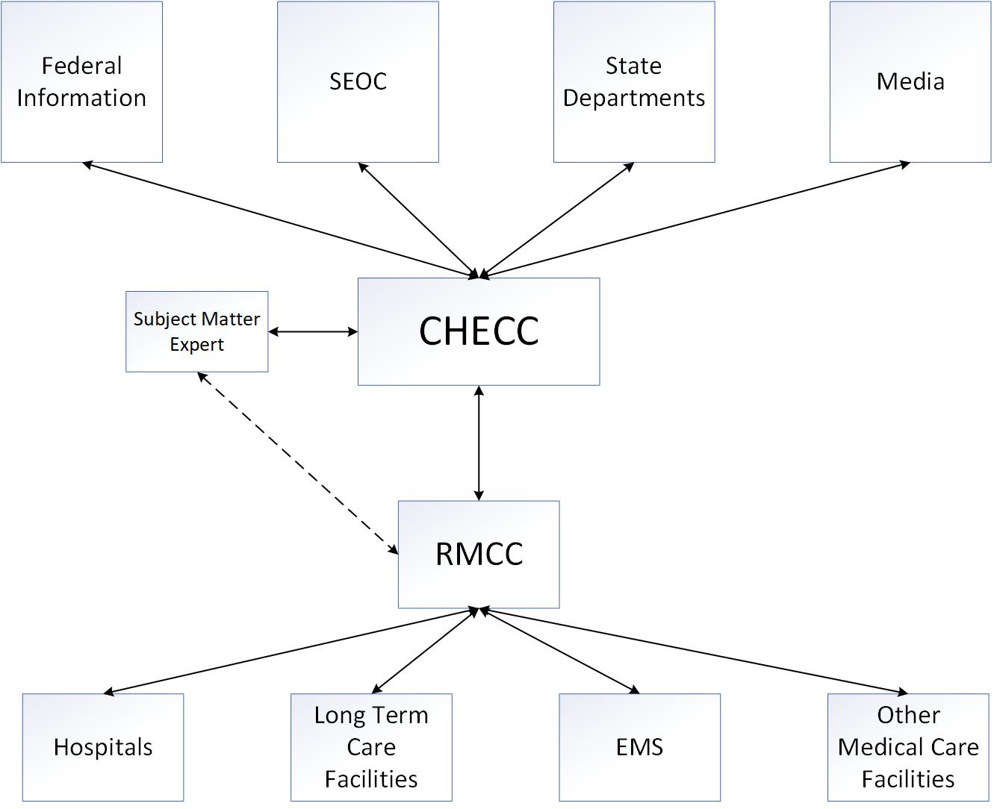 Federal
Information
SEOC
State
Departments
Media
Subject Matter
Expert
CHECC
RMCC
Hospitals
Long Term
Care
Facilities
EMS
Other
Medical Care
Facilities